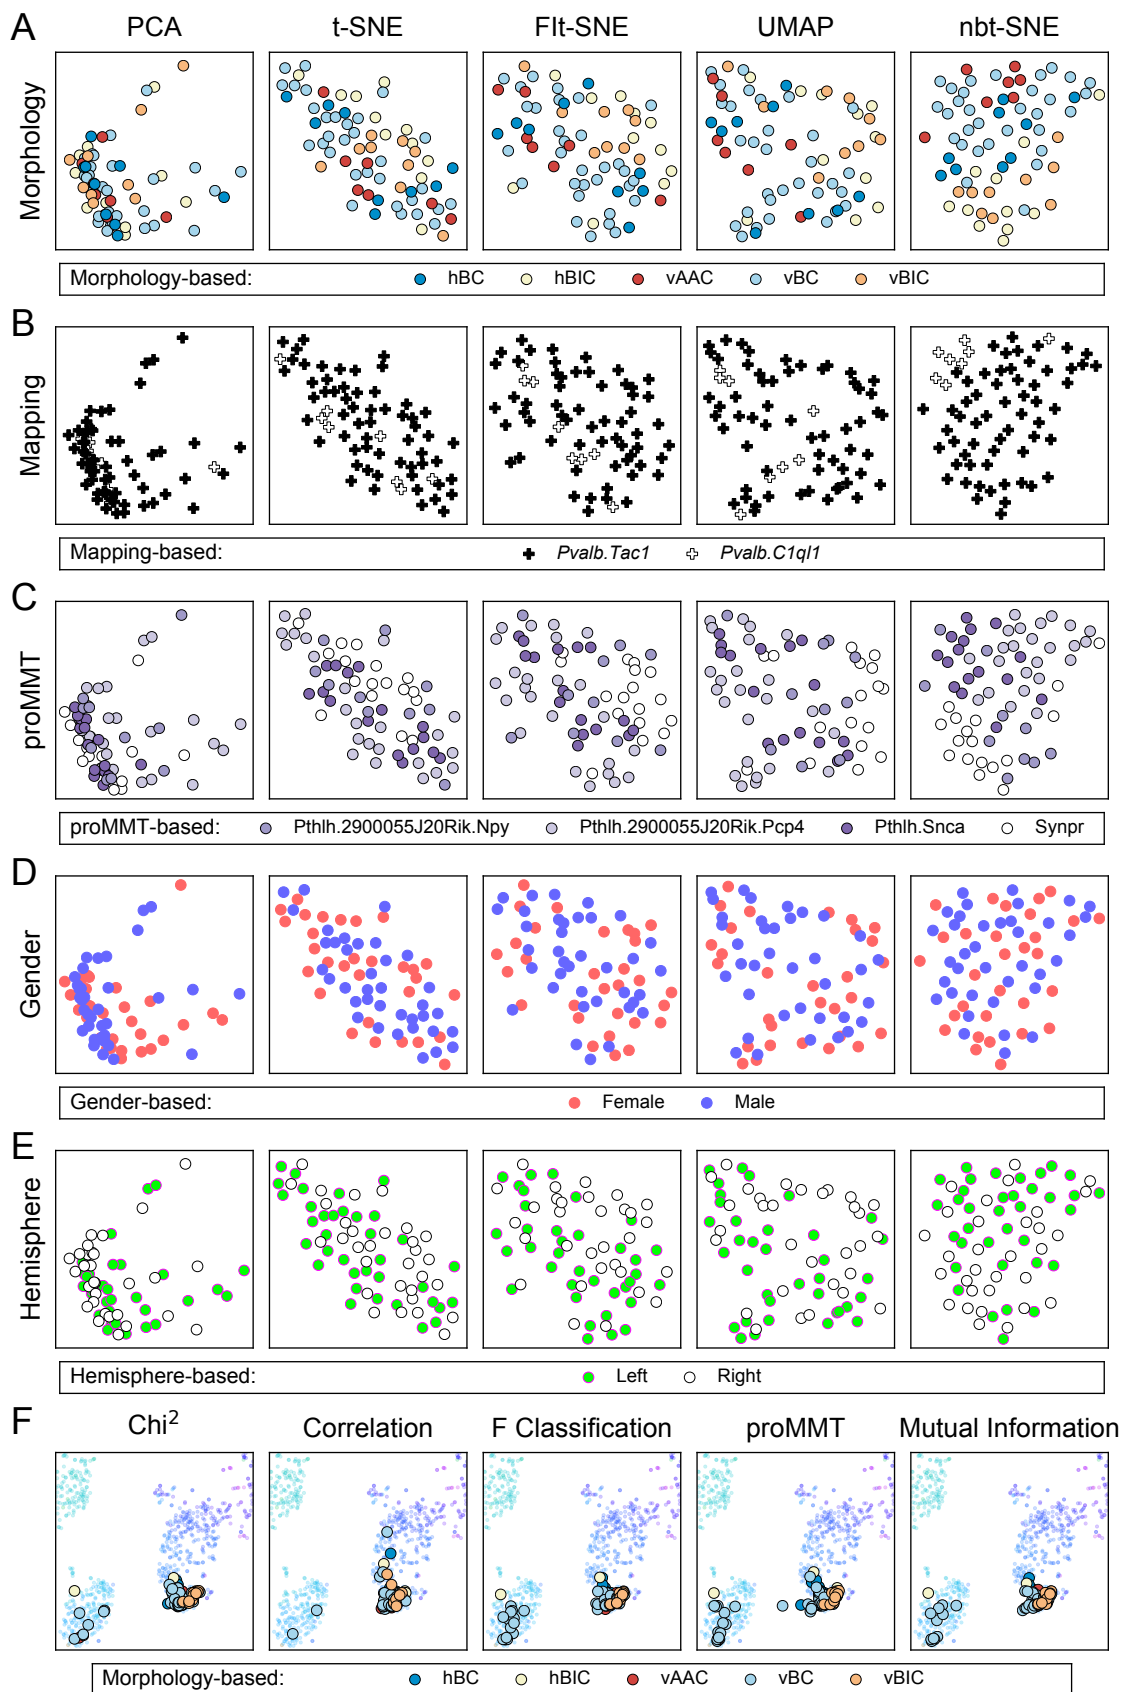 A
PCA t-SNE FIt-SNE UMAP nbt-SNE
Morphology
Morphology-based: hBC hBIC vAAC vBC vBIC
B
Mapping
Mapping-based: Pvalb.Tac1 Pvalb.C1ql1
C
proMMT
proMMT-based: Pthlh.2900055J20Rik.Npy Pthlh.2900055J20Rik.Pcp4 Pthlh.Snca Synpr
D
Gender
Gender-based: Female Male
E
Hemisphere
Hemisphere-based: Left Right
F
Chi² Correlation F Classification proMMT Mutual Information
Morphology-based: hBC hBIC vAAC vBC vBIC